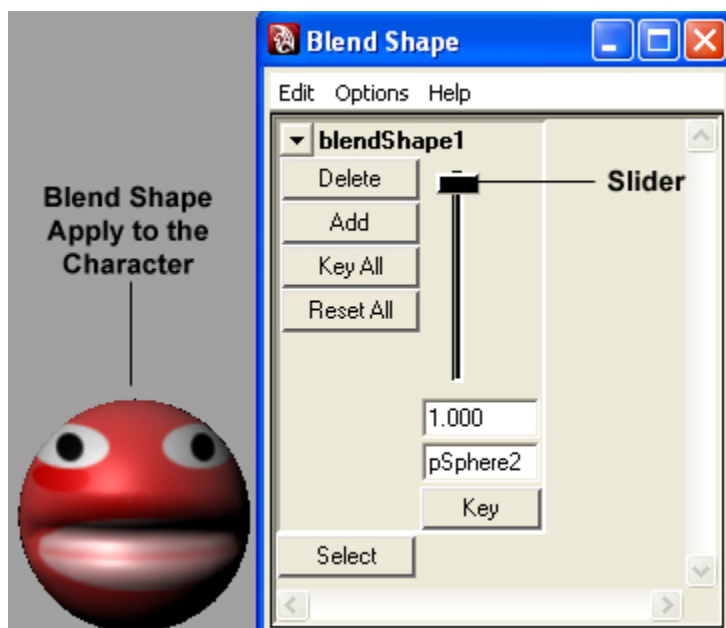 Blend Shape
Edit Options Help
blendShape1
Delete
Slider
Add
Key All
Reset All
Blend Shape
Apply to the
Character
1.000
pSphere2
Key
Select